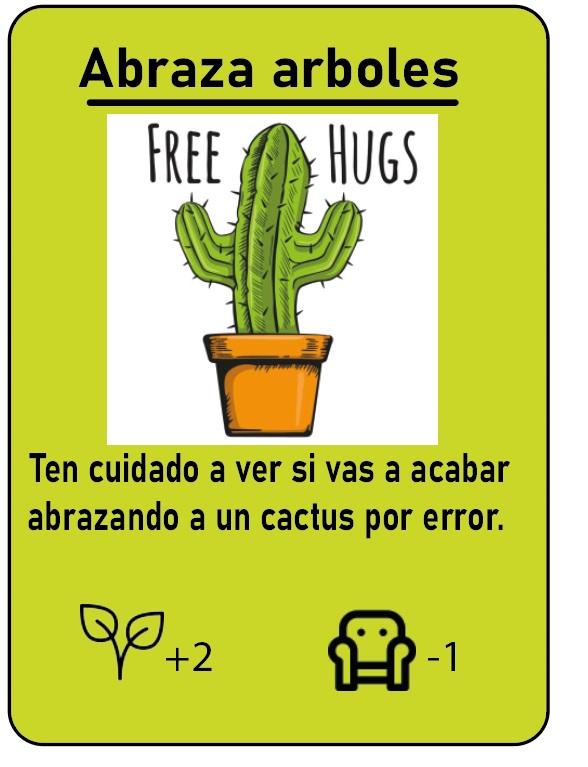 Abraza arboles
FREE HUGS
Ten cuidado a ver si vas a acabar
abrazando a un cactus por error.
+2 -1